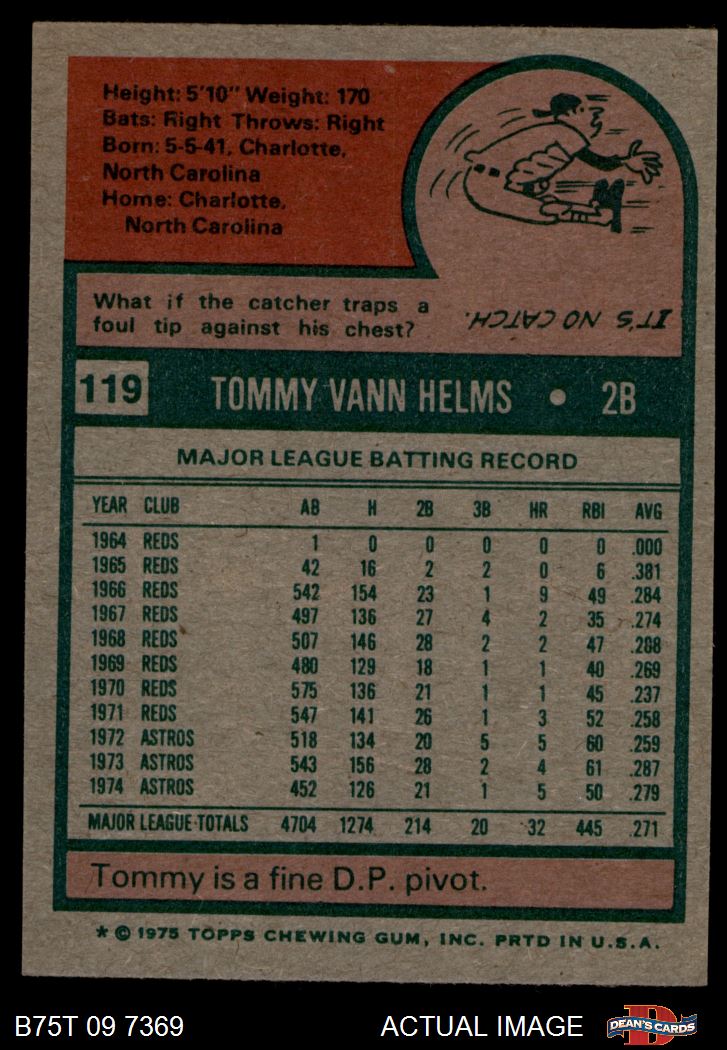 Height: 5'10" Weight: 170
Bats: Right Throws: Right
Born: 5-5-41, Charlotte,
North Carolina
Home: Charlotte,
North Carolina
What if the catcher traps a
foul tip against his chest?
IT'S NO CATCH.
119 TOMMY VANN HELMS • 2B
MAJOR LEAGUE BATTING RECORD
YEAR CLUB AB H 2B 3B HR RBI AVG
1964 REDS 1 0 0 0 0 0 .000
1965 REDS 42 16 2 2 0 6 .381
1966 REDS 542 154 23 1 9 49 .284
1967 REDS 497 136 27 4 2 35 .274
1968 REDS 507 146 28 2 2 47 .288
1969 REDS 480 129 18 1 1 40 .269
1970 REDS 575 136 21 1 1 45 .237
1971 REDS 547 141 26 1 3 52 .258
1972 ASTROS 518 134 20 5 5 60 .259
1973 ASTROS 543 156 28 2 4 61 .287
1974 ASTROS 452 126 21 1 5 50 .279
MAJOR LEAGUE TOTALS 4704 1274 214 20 32 445 .271
Tommy is a fine D.P. pivot.
* © 1975 TOPPS CHEWING GUM, INC. PRTD IN U.S.A.
B75T 09 7369 ACTUAL IMAGE D DEAN'S CARDS